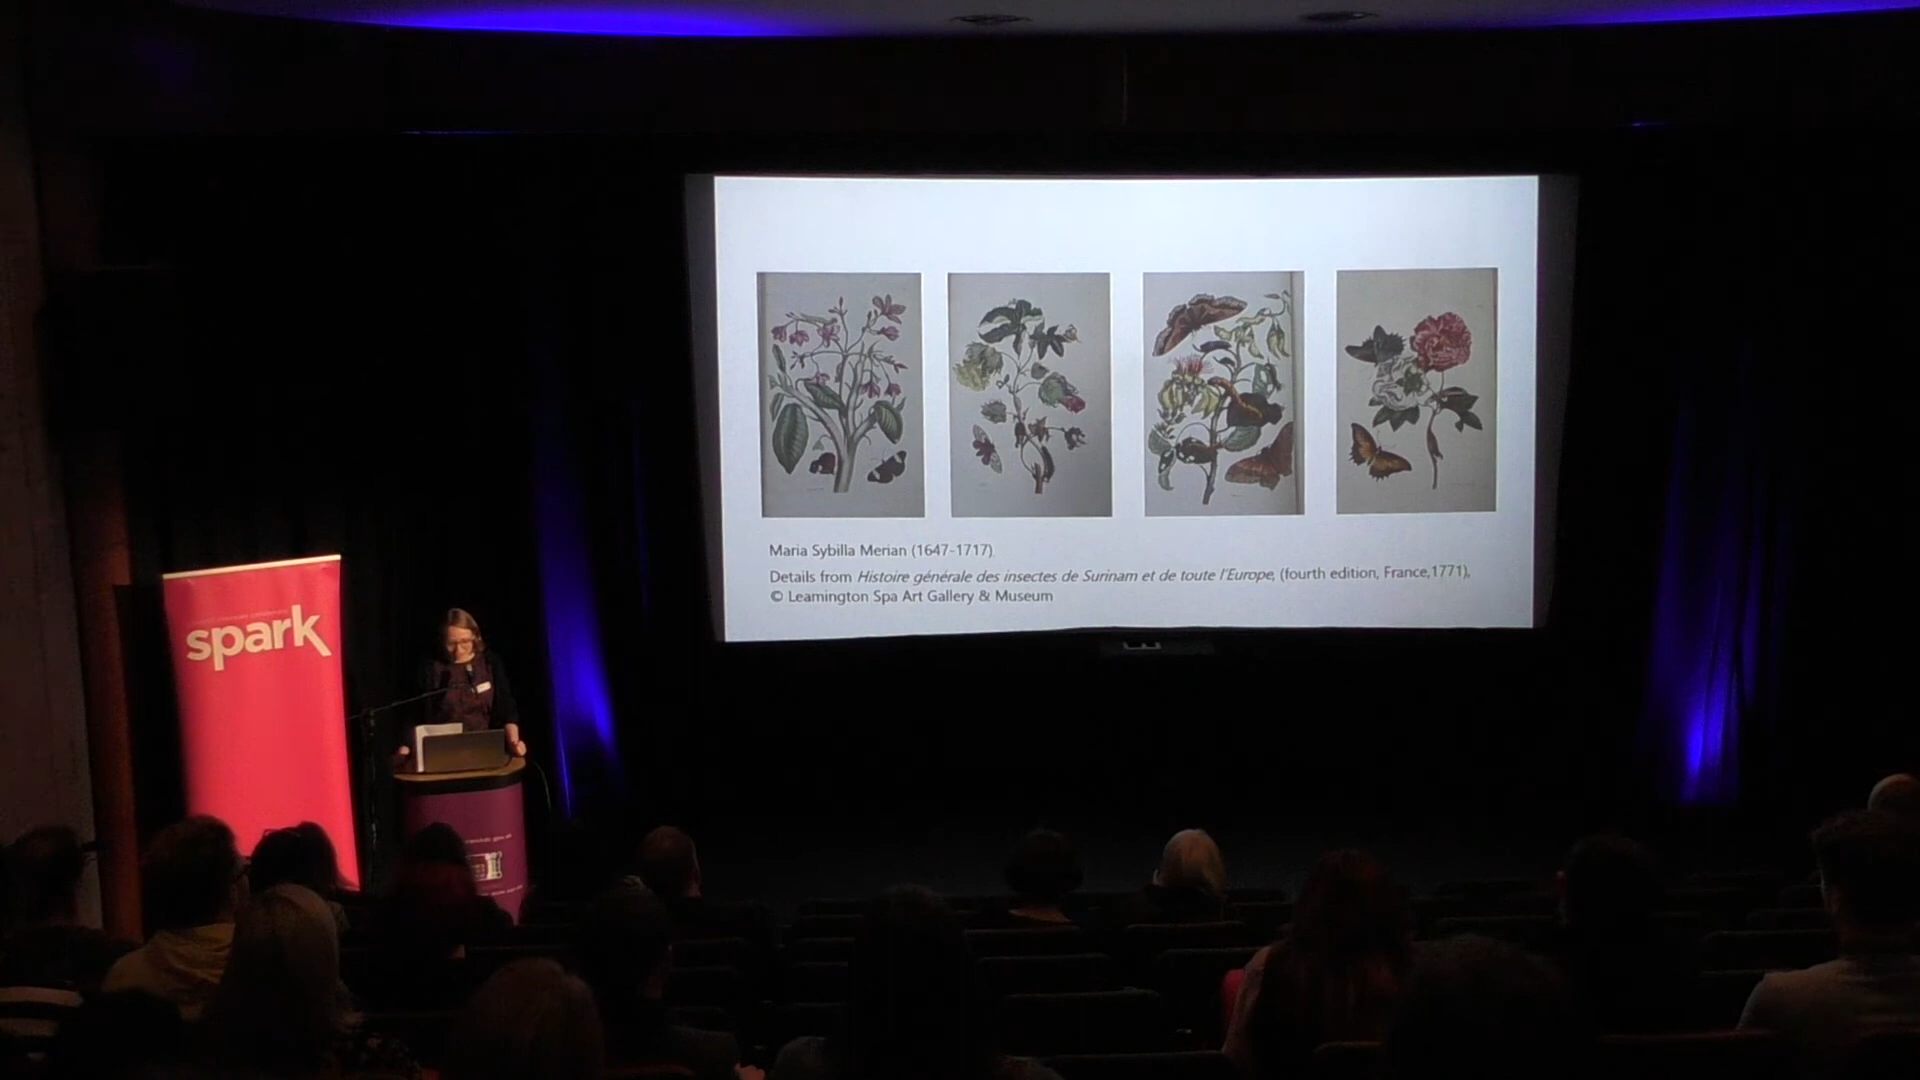 Maria Sybilla Merian (1647-1717)
Details from Histoire générale des insectes de Surinam et de toute l'Europe, (fourth edition, France,1771),
© Leamington Spa Art Gallery & Museum
spark